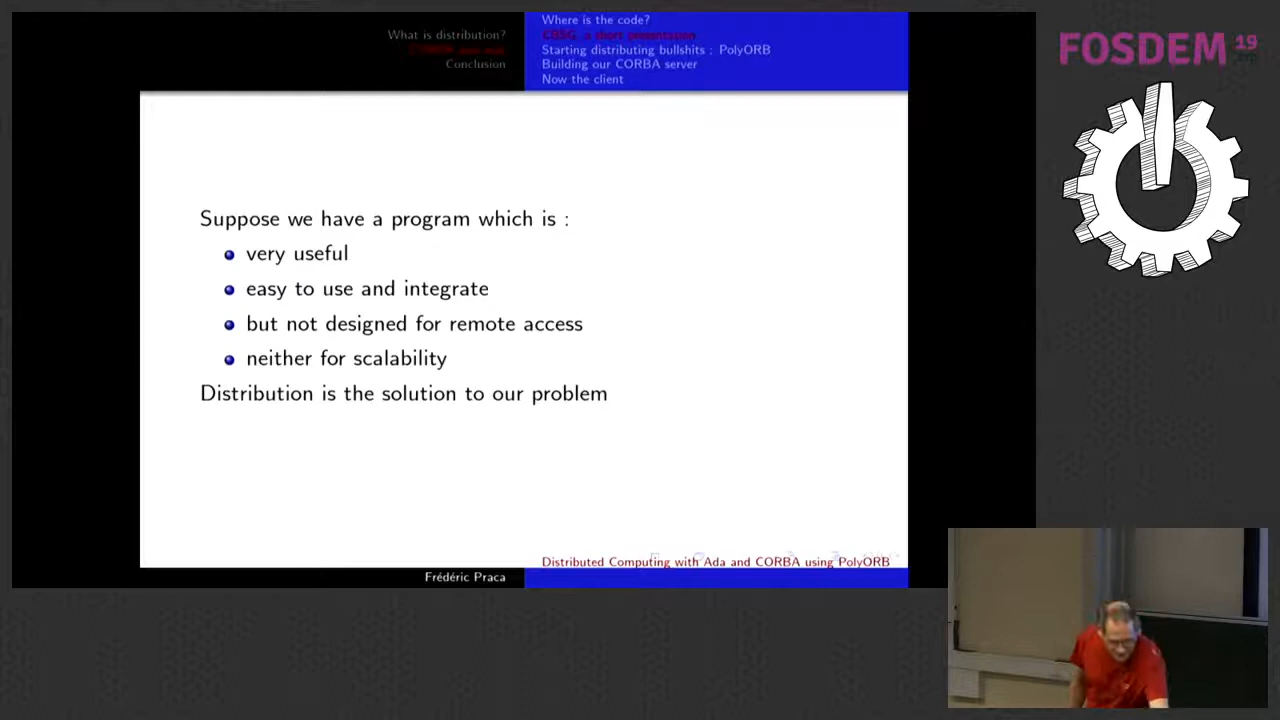 What is distribution?
Conclusion
Where is the code?
CBSG, a short presentation
Starting distributing bullshits : PolyORB
Building our CORBA server
Now the client
FOSDEM 19
Suppose we have a program which is :
very useful
easy to use and integrate
but not designed for remote access
neither for scalability
Distribution is the solution to our problem
Distributed Computing with Ada and CORBA using PolyORB
Frédéric Praca